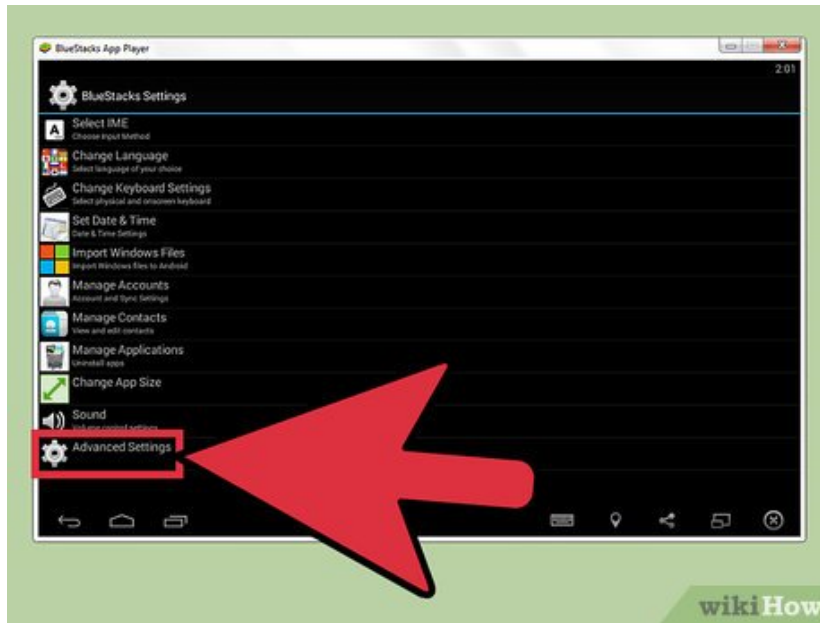 BlueStacks App Player
2:01
BlueStacks Settings
Select IME
Choose Input Method
Change Language
Select language of your choice
Change Keyboard Settings
Select physical and onscreen keyboard
Set Date & Time
Date & Time Settings
Import Windows Files
Import Windows files to Android
Manage Accounts
Account and Sync Settings
Manage Contacts
View and edit contacts
Manage Applications
Uninstall apps
Change App Size
Sound
Volume control settings
Advanced Settings
wikiHow